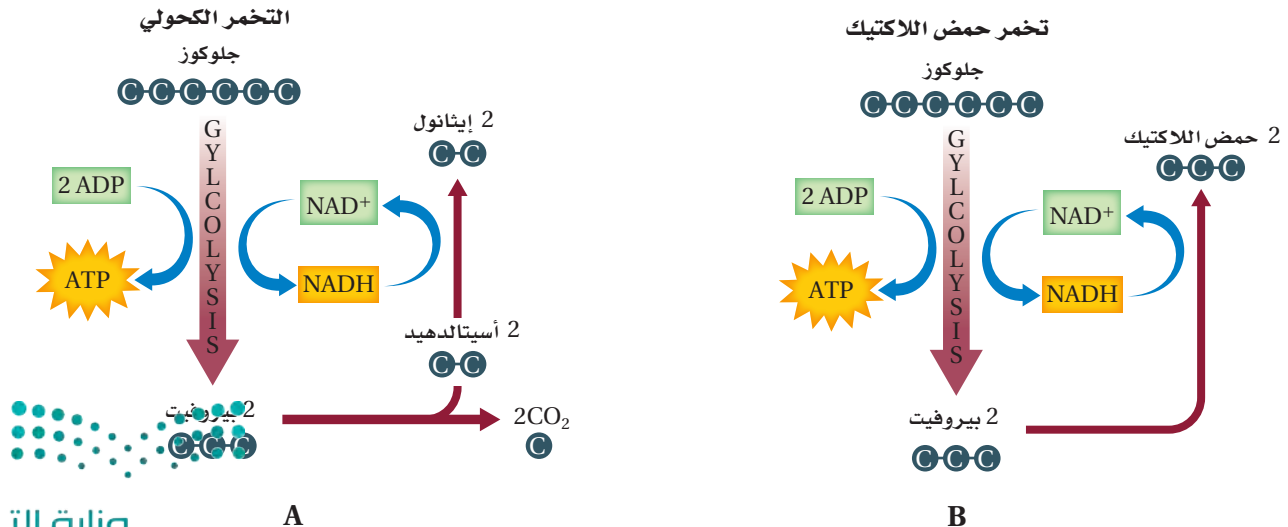 التخمر الكحولي
جلوكوز
C C C C C C
GYLCOLYSIS
2 ADP
ATP
NAD+
NADH
2 إيثانول
C C
2 أسيتالدهيد
C C
2 بيروفيت
C C C
2CO₂
C
A
تخمر حمض اللاكتيك
جلوكوز
C C C C C C
GYLCOLYSIS
2 ADP
ATP
NAD+
NADH
2 حمض اللاكتيك
C C C
2 بيروفيت
C C C
B
وزارة